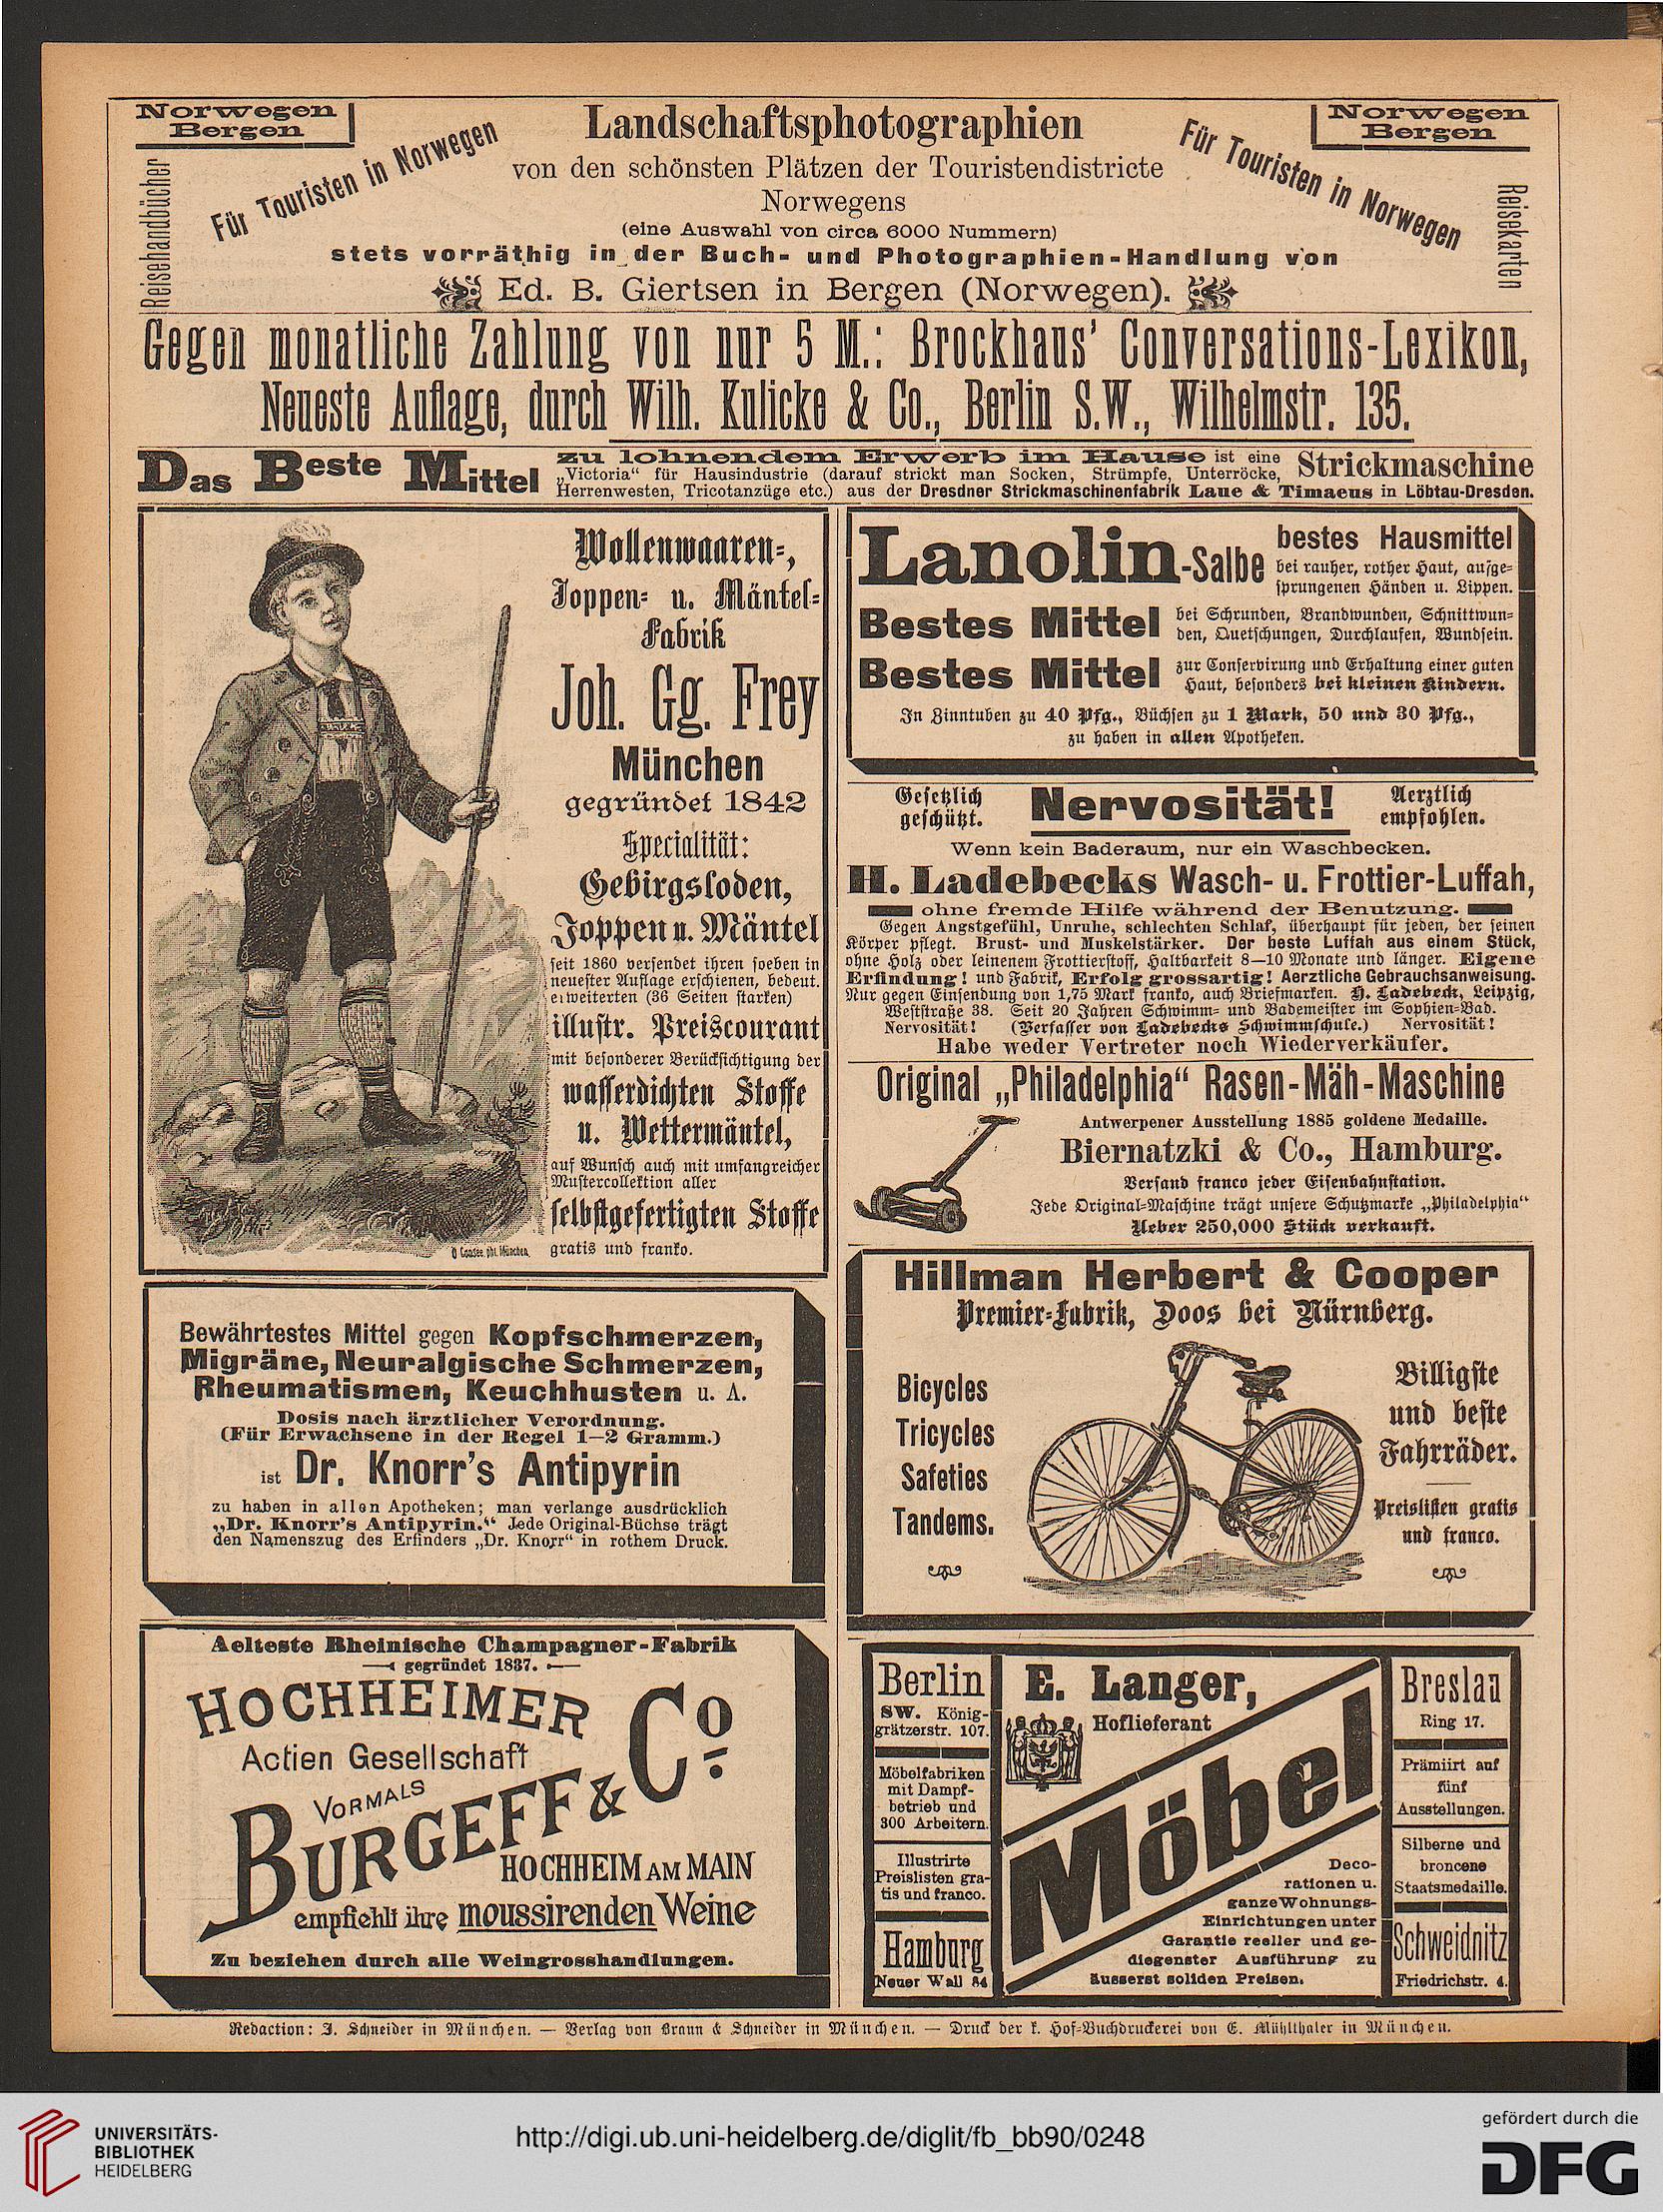 Norwegen
Bergen
Reisehandbücher
Für Touristen in Norwegen
Landschaftsphotographien
von den schönsten Plätzen der Touristendistricte
Norwegens
(eine Auswahl von circa 6000 Nummern)
stets vorräthig in der Buch- und Photographien-Handlung von
Ed. B. Giertsen in Bergen (Norwegen).
Norwegen
Bergen
Für Touristen in Norwegen
Reisekarten
Gegen monatliche Zahlung von nur 5 M.: Brockhaus' Conversations-Lexikon,
Neueste Auflage, durch Wilh. Kulicke & Co., Berlin S.W., Wilhelmstr. 135.
Das Beste Mittel zu lohnendem Erwerb im Hause ist eine Strickmaschine
„Victoria“ für Hausindustrie (darauf strickt man Socken, Strümpfe, Unterröcke,
Herrenwesten, Tricotanzüge etc.) aus der Dresdner Strickmaschinenfabrik Laue & Timaeus in Löbtau-Dresden.
Wollenwaaren-,
Joppen- u. Mäntel-
Fabrik
Joh. Gg. Frey
München
gegründet 1842
Specialität:
Gebirgsloden,
Joppen u. Mäntel
seit 1860 versendet ihren soeben in
neuester Auflage erschienen, bedeut.
erweiterten (36 Seiten starken)
illustr. Preiscourant
mit besonderer Berücksichtigung der
wasserdichten Stoffe
u. Wettermäntel,
auf Wunsch auch mit umfangreicher
Mustercollektion aller
selbstgefertigten Stoffe
gratis und franko.
Bewährtestes Mittel gegen Kopfschmerzen,
Migräne, Neuralgische Schmerzen,
Rheumatismen, Keuchhusten u. A.
Dosis nach ärztlicher Verordnung.
(Für Erwachsene in der Regel 1—2 Gramm.)
ist Dr. Knorr's Antipyrin
zu haben in allen Apotheken; man verlange ausdrücklich
„Dr. Knorr's Antipyrin.“ Jede Original-Büchse trägt
den Namenszug des Erfinders „Dr. Knorr“ in rothem Druck.
Aelteste Rheinische Champagner-Fabrik
gegründet 1837.
HOCHHEIMER
Actien Gesellschaft
VORMALS
BURGEFF & Co
HOCHHEIM AM MAIN
empfiehlt ihre moussirenden Weine
Zu beziehen durch alle Weingrosshandlungen.
Lanolin-Salbe bestes Hausmittel
bei rauher, rother Haut, aufge-
sprungenen Händen u. Lippen.
Bestes Mittel bei Schrunden, Brandwunden, Schnittwun-
den, Quetschungen, Durchlaufen, Wundsein.
Bestes Mittel zur Conservirung und Erhaltung einer guten
Haut, besonders bei kleinen Kindern.
In Zinntuben zu 40 Pfg., Büchsen zu 1 Mark, 50 und 30 Pfg.,
zu haben in allen Apotheken.
Gesetzlich
geschützt.
Nervosität!
Aerztlich
empfohlen.
Wenn kein Baderaum, nur ein Waschbecken.
H. Ladebecks Wasch- u. Frottier-Luffah,
ohne fremde Hilfe während der Benutzung.
Gegen Angstgefühl, Unruhe, schlechten Schlaf, überhaupt für jeden, der seinen
Körper pflegt. Brust- und Muskelstärker. Der beste Luffah aus einem Stück,
ohne Holz oder leinenem Frottierstoff, Haltbarkeit 8—10 Monate und länger. Eigene
Erfindung! und Fabrik, Erfolg grossartig! Aerztliche Gebrauchsanweisung.
Nur gegen Einsendung von 1,75 Mark franko, auch Briefmarken. H. Ladebeck, Leipzig,
Weststraße 38. Seit 20 Jahren Schwimm- und Bademeister im Sophien-Bad.
Nervosität! (Verfasser von Ladebecks Schwimmschule.) Nervosität!
Habe weder Vertreter noch Wiederverkäufer.
Original „Philadelphia“ Rasen-Mäh-Maschine
Antwerpener Ausstellung 1885 goldene Medaille.
Biernatzki & Co., Hamburg.
Versand franco jeder Eisenbahnstation.
Jede Original-Maschine trägt unsere Schutzmarke „Philadelphia“
Ueber 250,000 Stück verkauft.
Hillman Herbert & Cooper
Premier-Fabrik, Doos bei Nürnberg.
Bicycles
Tricycles
Safeties
Tandems.
Billigste
und beste
Fahrräder.
Preislisten gratis
und franco.
Berlin
SW. König-
grätzerstr. 107.
Möbelfabriken
mit Dampf-
betrieb und
300 Arbeitern.
Illustrirte
Preislisten gra-
tis und franco.
Hamburg
Neuer Wall 84
E. Langer,
Hoflieferant
Möbel
Deco-
rationen u.
ganze Wohnungs-
Einrichtungen unter
Garantie reeller und ge-
diegenster Ausführung zu
äusserst soliden Preisen.
Breslau
Ring 17.
Prämiirt auf
fünf
Ausstellungen.
Silberne und
broncene
Staatsmedaille.
Schweidnitz
Friedrichstr. 4.
Redaction: J. Schneider in München. — Verlag von Braun & Schneider in München. — Druck der k. Hof-Buchdruckerei von E. Mühlthaler in München.
UNIVERSITÄTS-
BIBLIOTHEK
HEIDELBERG
http://digi.ub.uni-heidelberg.de/diglit/fb_bb90/0248
gefördert durch die
DFG